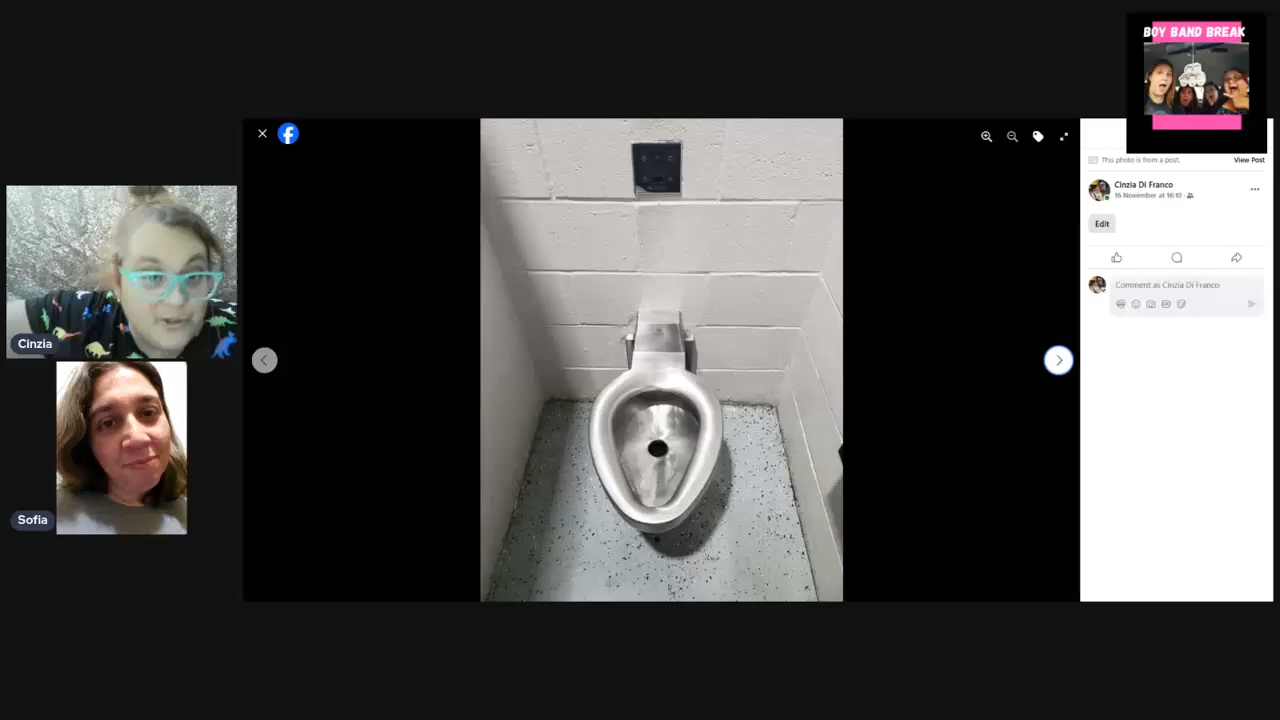 BOY BAND BREAK
This photo is from a post.
View Post
Cinzia Di Franco
16 November at 16:10
Edit
Comment as Cinzia Di Franco
Cinzia
Sofia